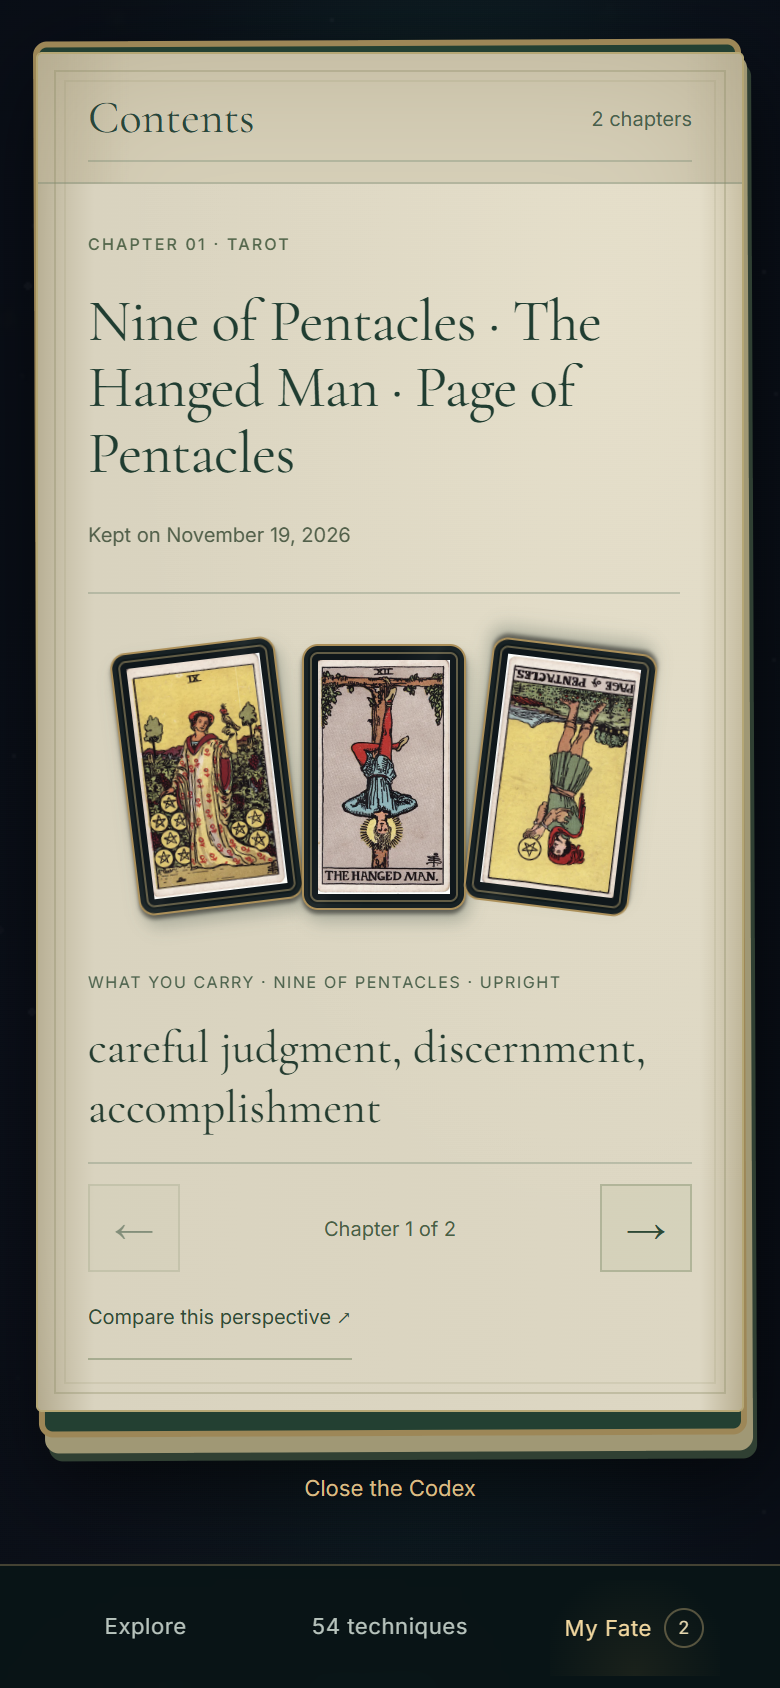 Contents
2 chapters
CHAPTER 01 · TAROT
Nine of Pentacles · The
Hanged Man · Page of
Pentacles
Kept on November 19, 2026
IX
XII
THE HANGED MAN.
PAGE of PENTACLES
WHAT YOU CARRY · NINE OF PENTACLES · UPRIGHT
careful judgment, discernment,
accomplishment
←
Chapter 1 of 2
→
Compare this perspective ↗
Close the Codex
Explore
54 techniques
My Fate 2